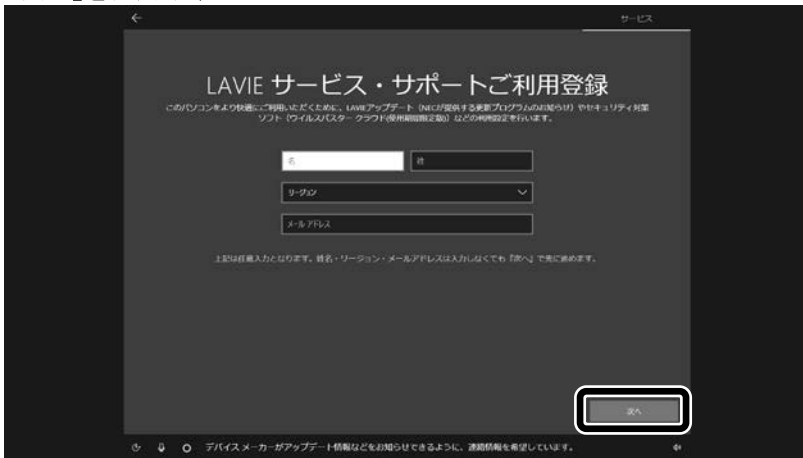 サービス
LAVIE サービス・サポートご利用登録
このパソコンをより快適にご利用いただくために、LAVIEアップデート（NECが提供する更新プログラムのお知らせ）やセキュリティ対策
ソフト（ウイルスバスター クラウド(使用期間限定版)）などの利用設定を行います。
名 姓
リージョン
メール アドレス
上記は任意入力となります。姓名・リージョン・メールアドレスは入力しなくても『次へ』で先に進めます。
次へ
デバイス メーカーがアップデート情報などをお知らせできるように、連絡情報を希望しています。